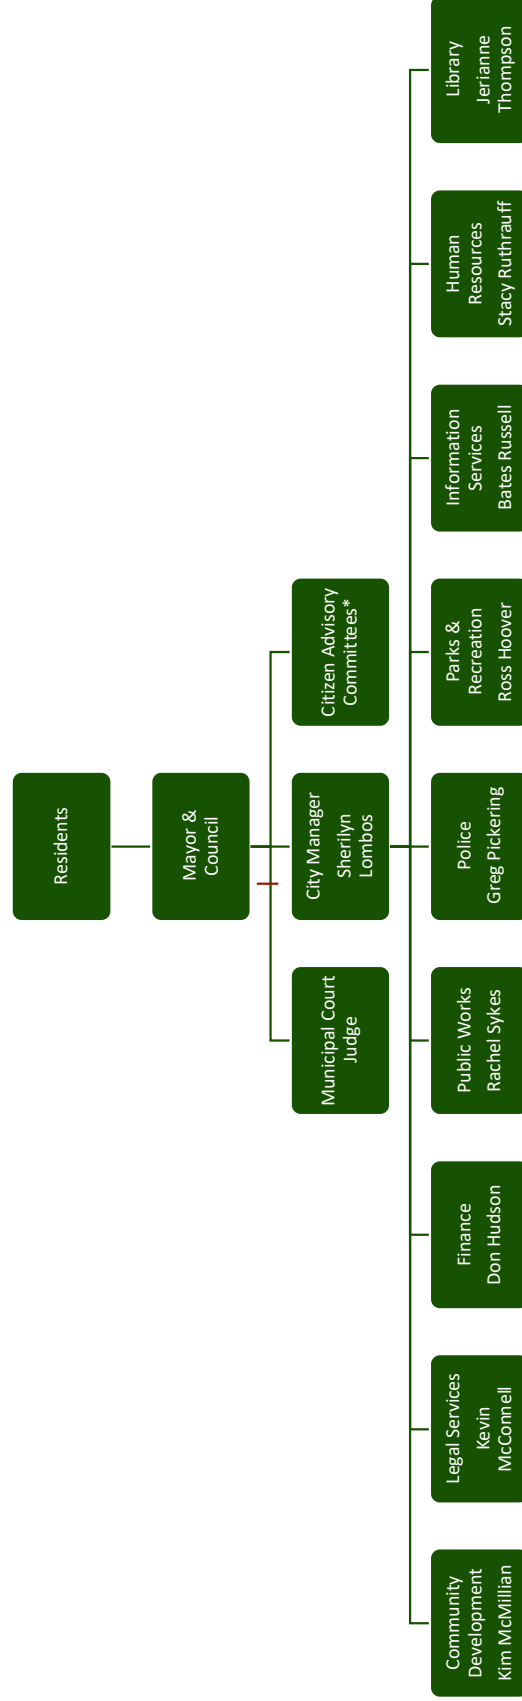 Residents
Mayor &
Council
Municipal Court
Judge
City Manager
Sherilyn
Lombos
Citizen Advisory
Committees*
Community
Development
Kim McMillian
Legal Services
Kevin
McConnell
Finance
Don Hudson
Public Works
Rachel Sykes
Police
Greg Pickering
Parks &
Recreation
Ross Hoover
Information
Services
Bates Russell
Human
Resources
Stacy Ruthrauff
Library
Jerianne
Thompson